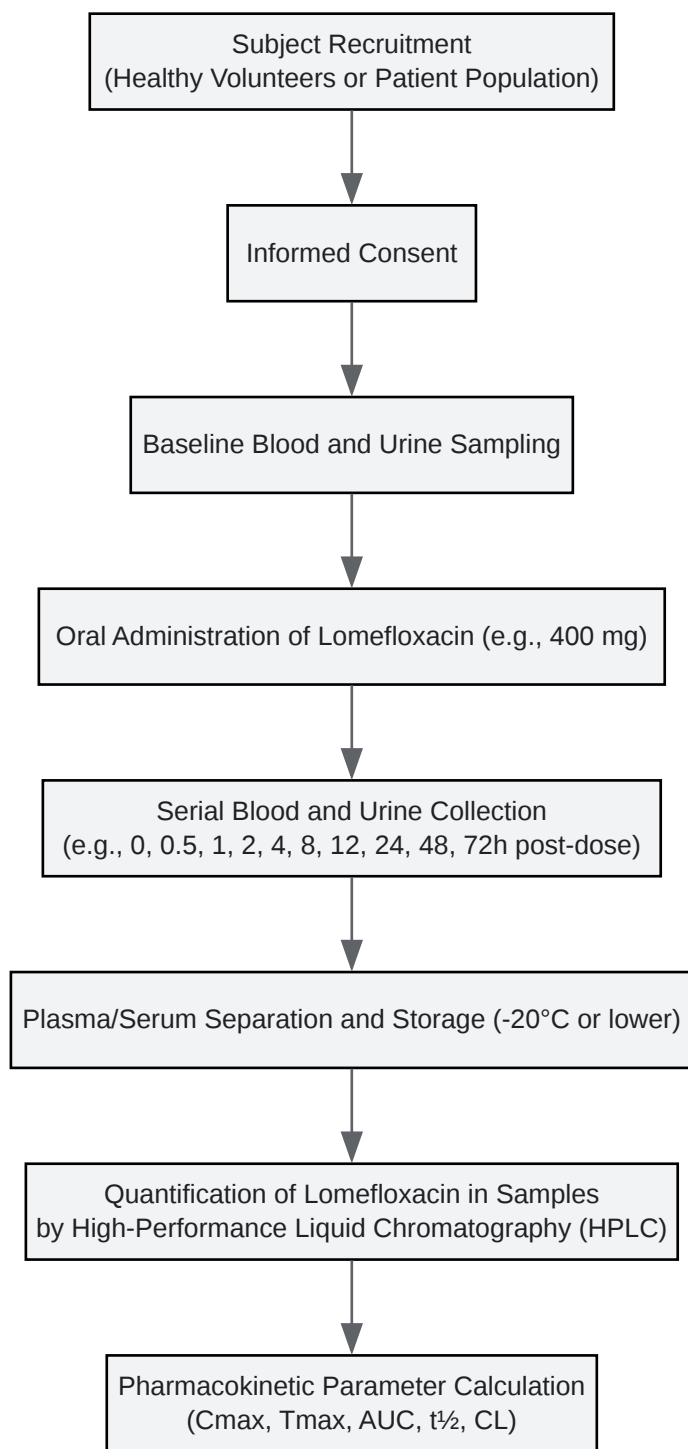 Subject Recruitment
(Healthy Volunteers or Patient Population)
Informed Consent
Baseline Blood and Urine Sampling
Oral Administration of Lomefloxacin (e.g., 400 mg)
Serial Blood and Urine Collection
(e.g., 0, 0.5, 1, 2, 4, 8, 12, 24, 48, 72h post-dose)
Plasma/Serum Separation and Storage (-20°C or lower)
Quantification of Lomefloxacin in Samples
by High-Performance Liquid Chromatography (HPLC)
Pharmacokinetic Parameter Calculation
(Cmax, Tmax, AUC, t½, CL)